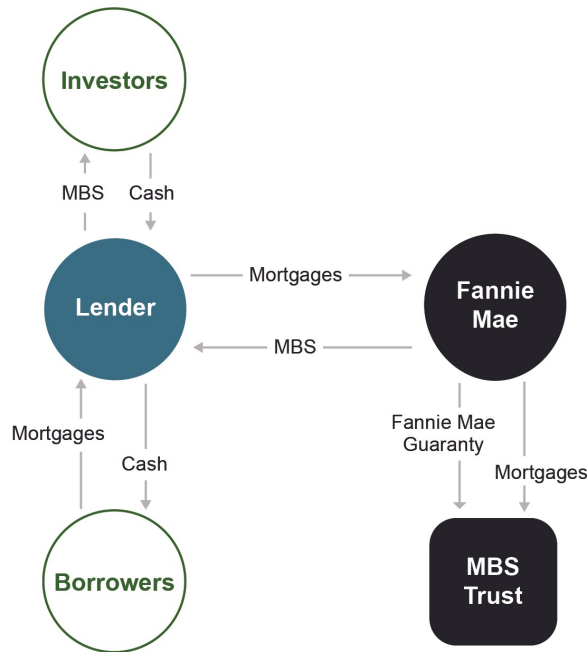 Investors
MBS
Cash
Lender
Mortgages
Fannie
Mae
MBS
Mortgages
Cash
Fannie Mae
Guaranty
Mortgages
Borrowers
MBS
Trust